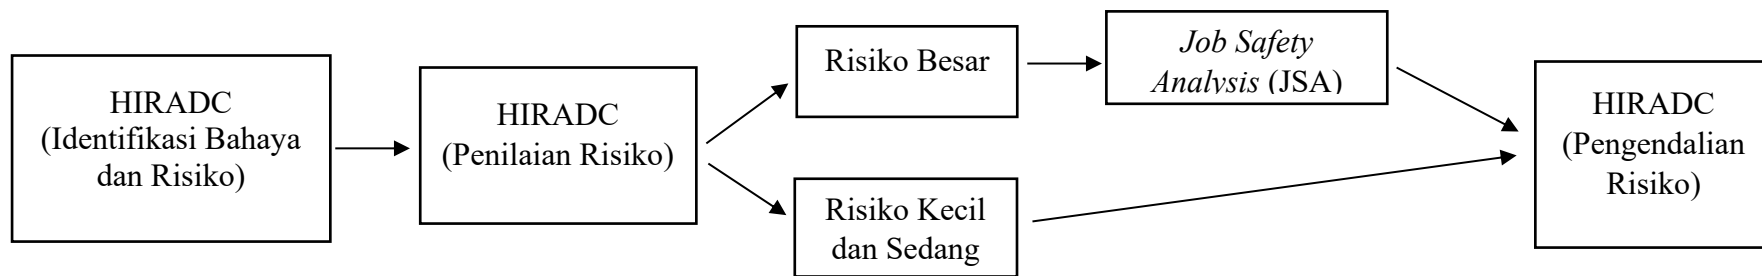 HIRADC
(Identifikasi Bahaya
dan Risiko)
HIRADC
(Penilaian Risiko)
Risiko Besar
Job Safety
Analysis (JSA)
Risiko Kecil
dan Sedang
HIRADC
(Pengendalian
Risiko)